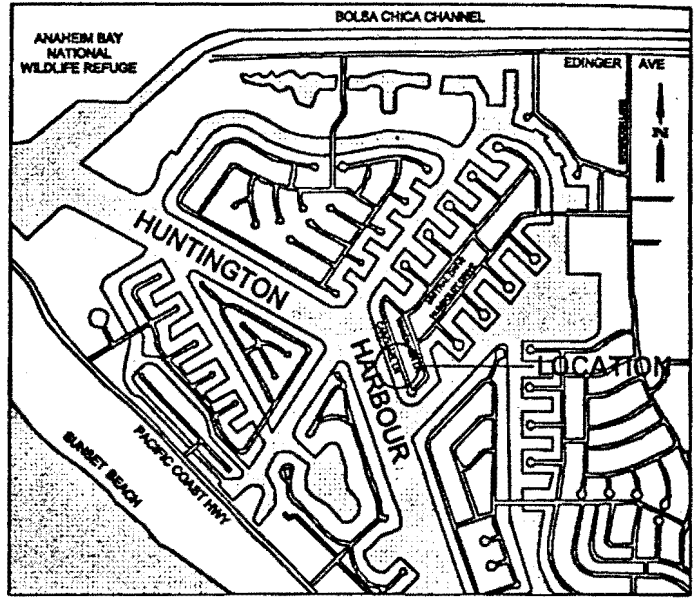 BOLSA CHICA CHANNEL
ANAHEIM BAY
NATIONAL
WILDLIFE REFUGE
EDINGER AVE
N
HUNTINGTON
HARBOUR
LOCATION
PACIFIC COAST HWY
SUNSET BEACH